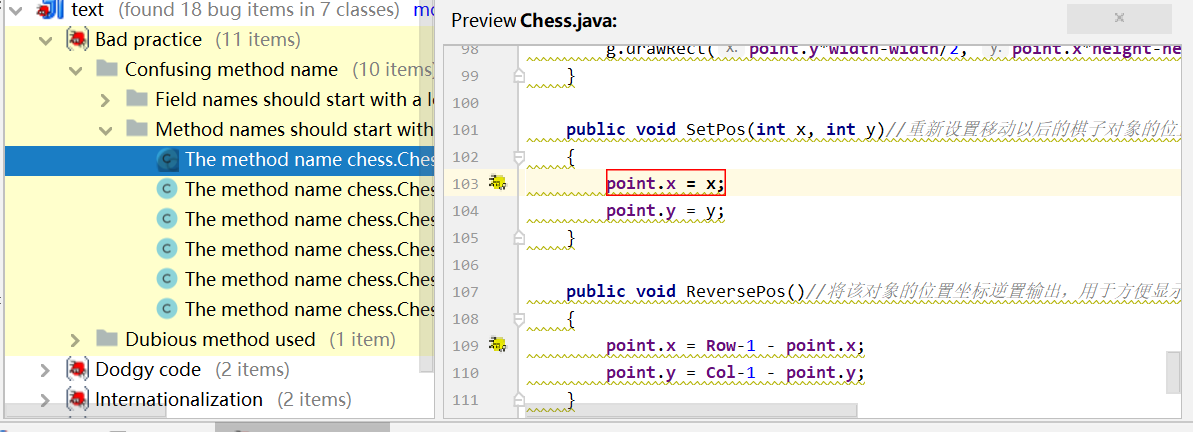 text (found 18 bug items in 7 classes)
Bad practice (11 items)
Confusing method name (10 items)
Field names should start with a
Method names should start with
The method name chess.Che
The method name chess.Che
The method name chess.Che
The method name chess.Che
The method name chess.Che
The method name chess.Che
Dubious method used (1 item)
Dodgy code (2 items)
Internationalization (2 items)
Preview Chess.java:
98 g.drawRect( x: point.y*width-width/2, y: point.x*height-he
99 }
100
101 public void SetPos(int x, int y)//重新设置移动以后的棋子对象的位
102 {
103 point.x = x;
104 point.y = y;
105 }
106
107 public void ReversePos()//将该对象的位置坐标逆置输出，用于方便显示
108 {
109 point.x = Row-1 - point.x;
110 point.y = Col-1 - point.y;
111 }